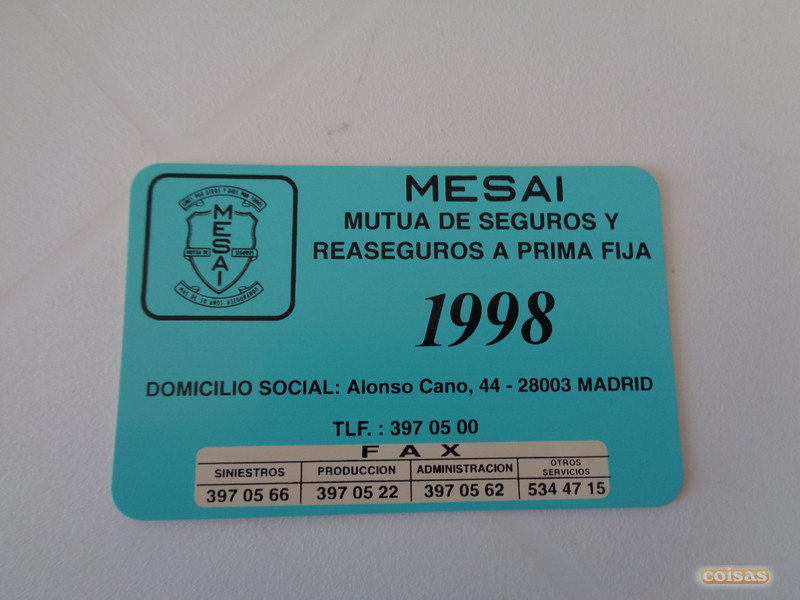 MESAI
MUTUA DE SEGUROS Y
REASEGUROS A PRIMA FIJA
MESAI
1998
DOMICILIO SOCIAL: Alonso Cano, 44 - 28003 MADRID
TLF. : 397 05 00
FAX
SINIESTROS PRODUCCION ADMINISTRACION OTROS SERVICIOS
397 05 66 397 05 22 397 05 62 534 47 15
coisas